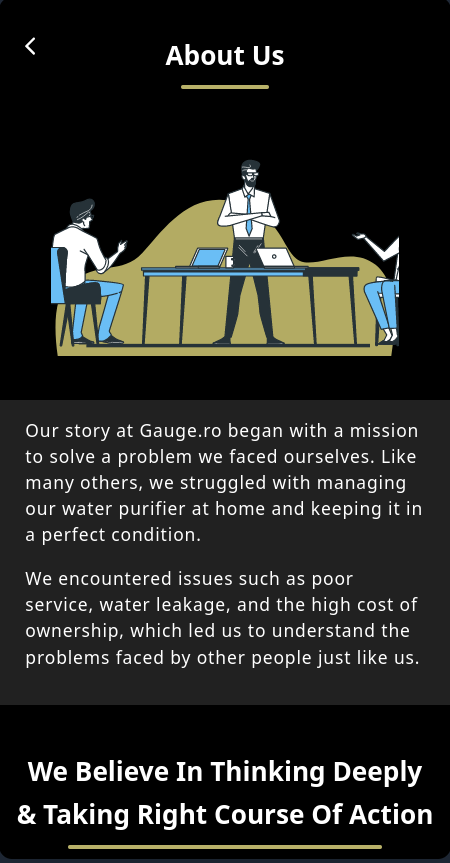 About Us
Our story at Gauge.ro began with a mission
to solve a problem we faced ourselves. Like
many others, we struggled with managing
our water purifier at home and keeping it in
a perfect condition.
We encountered issues such as poor
service, water leakage, and the high cost of
ownership, which led us to understand the
problems faced by other people just like us.
We Believe In Thinking Deeply
& Taking Right Course Of Action